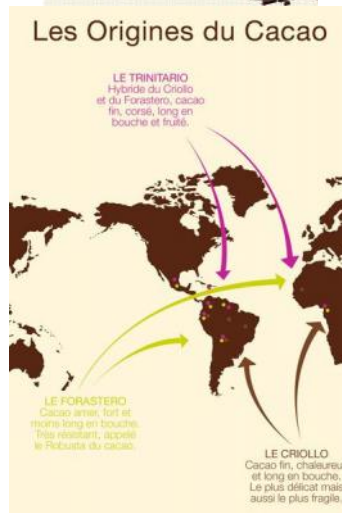 Les Origines du Cacao
LE TRINITARIO
Hybride du Criollo
et du Forastero, cacao
fin, corsé, long en
bouche et fruité.
LE FORASTERO
Cacao amer, fort et
moins long en bouche.
Très résistant, appelé
le Robusta du cacao.
LE CRIOLLO
Cacao fin, chaleureu
et long en bouche.
Le plus délicat mais
aussi le plus fragile.